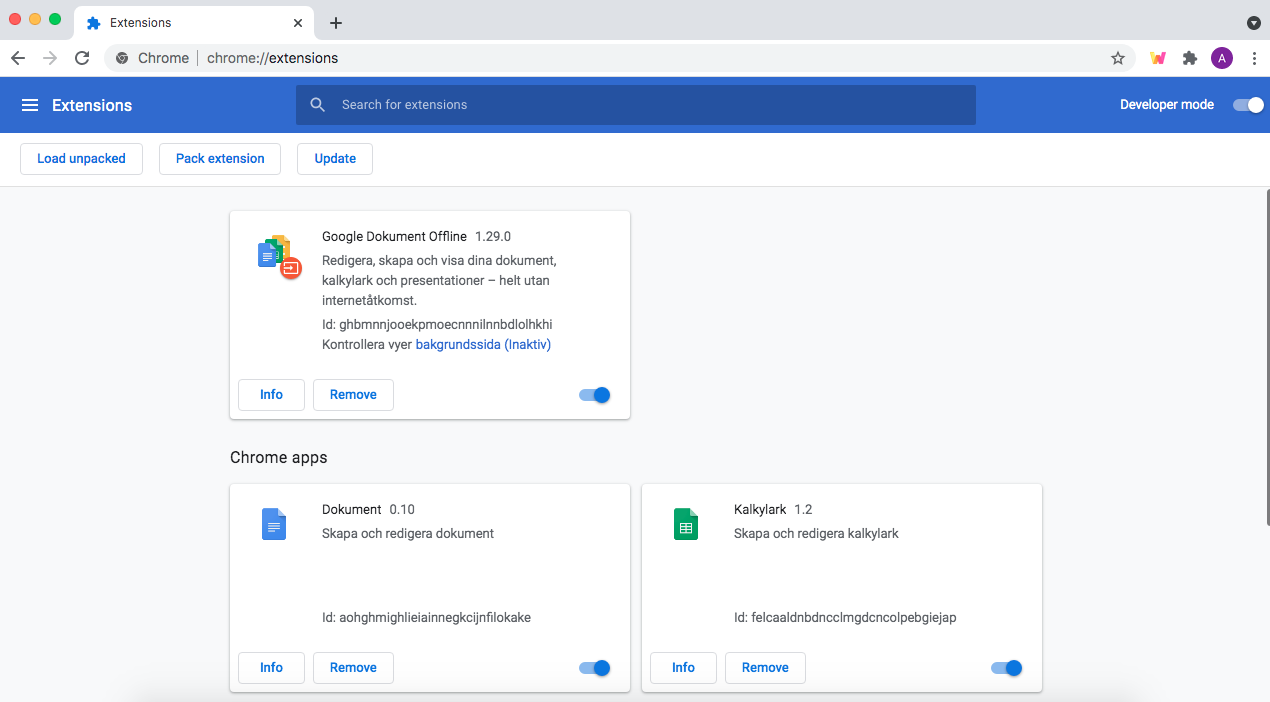 Extensions
Chrome chrome://extensions
A
Extensions
Search for extensions
Developer mode
Load unpacked
Pack extension
Update
Google Dokument Offline 1.29.0
Redigera, skapa och visa dina dokument,
kalkylark och presentationer – helt utan
internetåtkomst.
Id: ghbmnnjooekpmoecnnnilnnbdlolhkhi
Kontrollera vyer bakgrundssida (Inaktiv)
Info
Remove
Chrome apps
Dokument 0.10
Skapa och redigera dokument
Id: aohghmighlieiainnegkcijnfilokake
Info
Remove
Kalkylark 1.2
Skapa och redigera kalkylark
Id: felcaaldnbdncclmgdcncolpebgiejap
Info
Remove